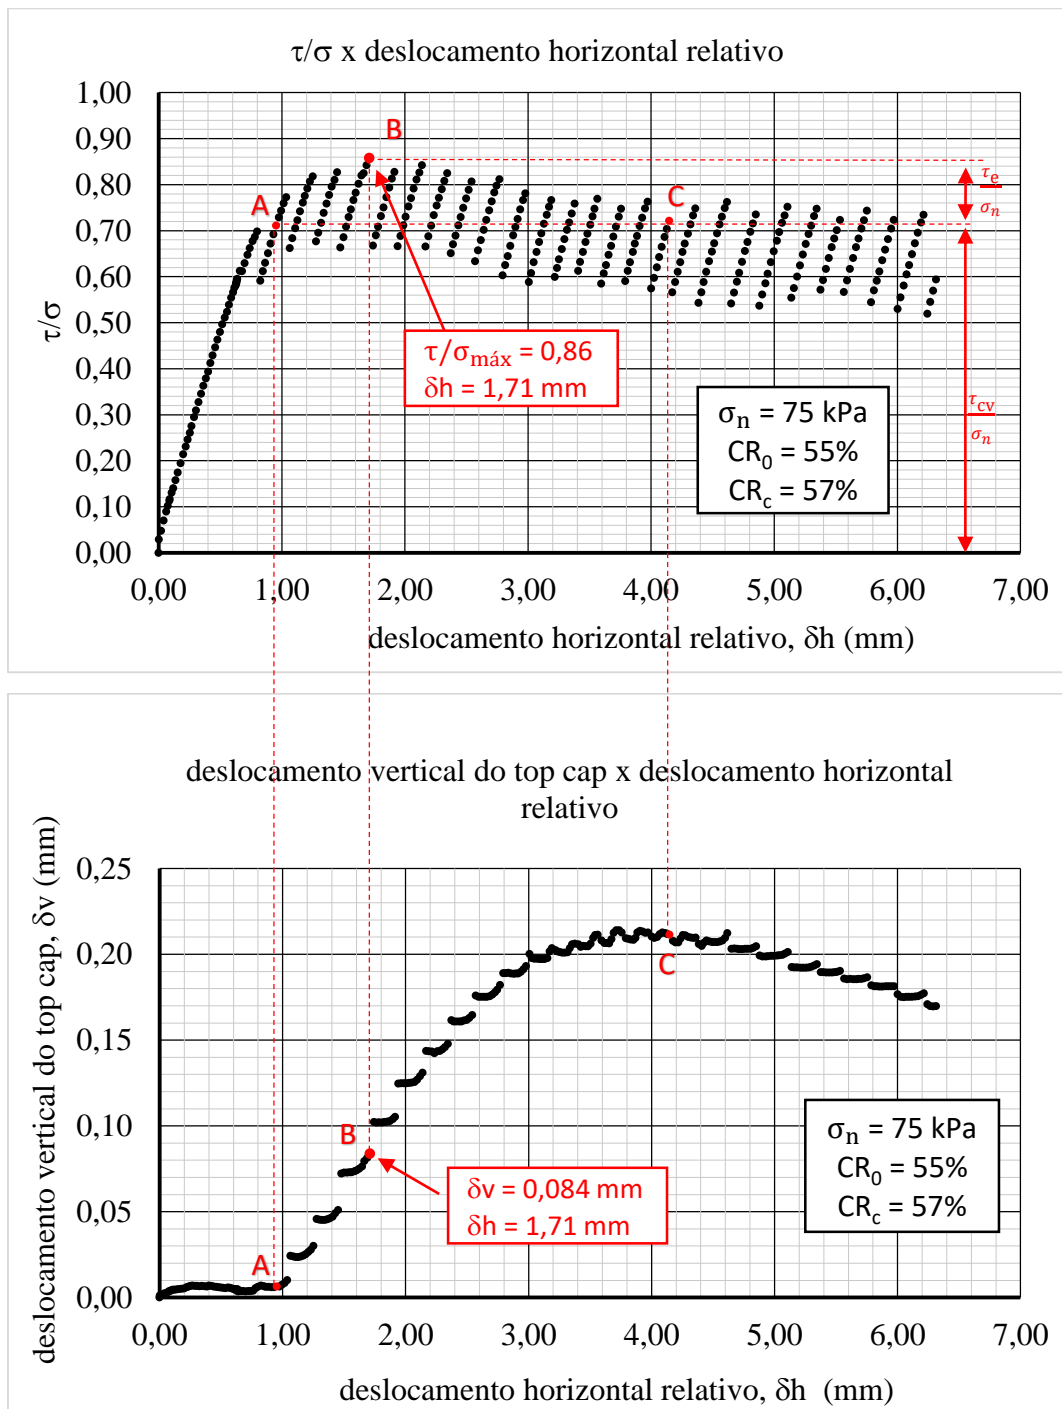 τ/σ x deslocamento horizontal relativo
1,00
0,90
0,80
0,70
0,60
0,50
0,40
0,30
0,20
0,10
0,00
τ/σ
A
B
C
τe
σn
τ/σmáx = 0,86
δh = 1,71 mm
σn = 75 kPa
CR0 = 55%
CRc = 57%
τcv
σn
0,00 1,00 2,00 3,00 4,00 5,00 6,00 7,00
deslocamento horizontal relativo, δh (mm)
deslocamento vertical do top cap x deslocamento horizontal
relativo
deslocamento vertical do top cap, δv (mm)
0,25
0,20
0,15
0,10
0,05
0,00
A
B
C
δv = 0,084 mm
δh = 1,71 mm
σn = 75 kPa
CR0 = 55%
CRc = 57%
0,00 1,00 2,00 3,00 4,00 5,00 6,00 7,00
deslocamento horizontal relativo, δh (mm)